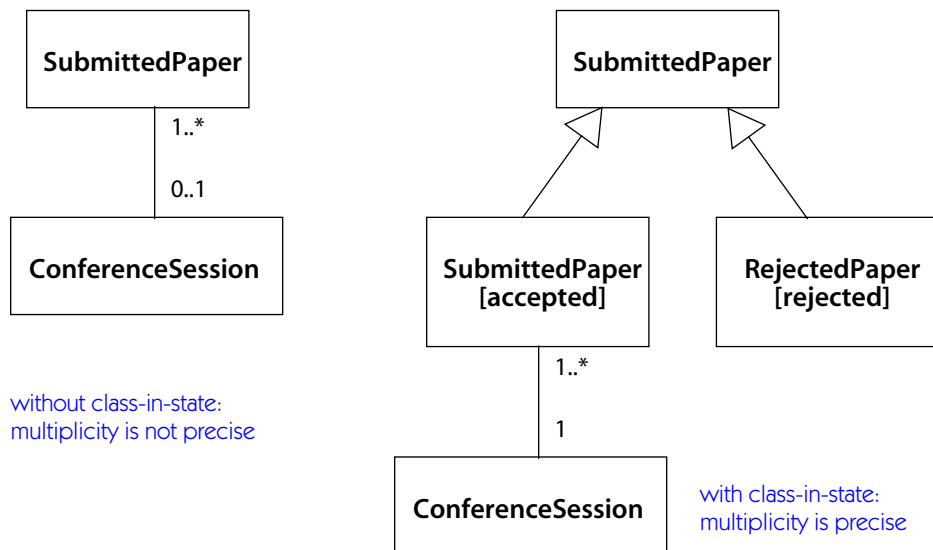 SubmittedPaper
1..*
0..1
ConferenceSession
without class-in-state:
multiplicity is not precise
SubmittedPaper
SubmittedPaper
[accepted]
RejectedPaper
[rejected]
1..*
1
ConferenceSession
with class-in-state:
multiplicity is precise